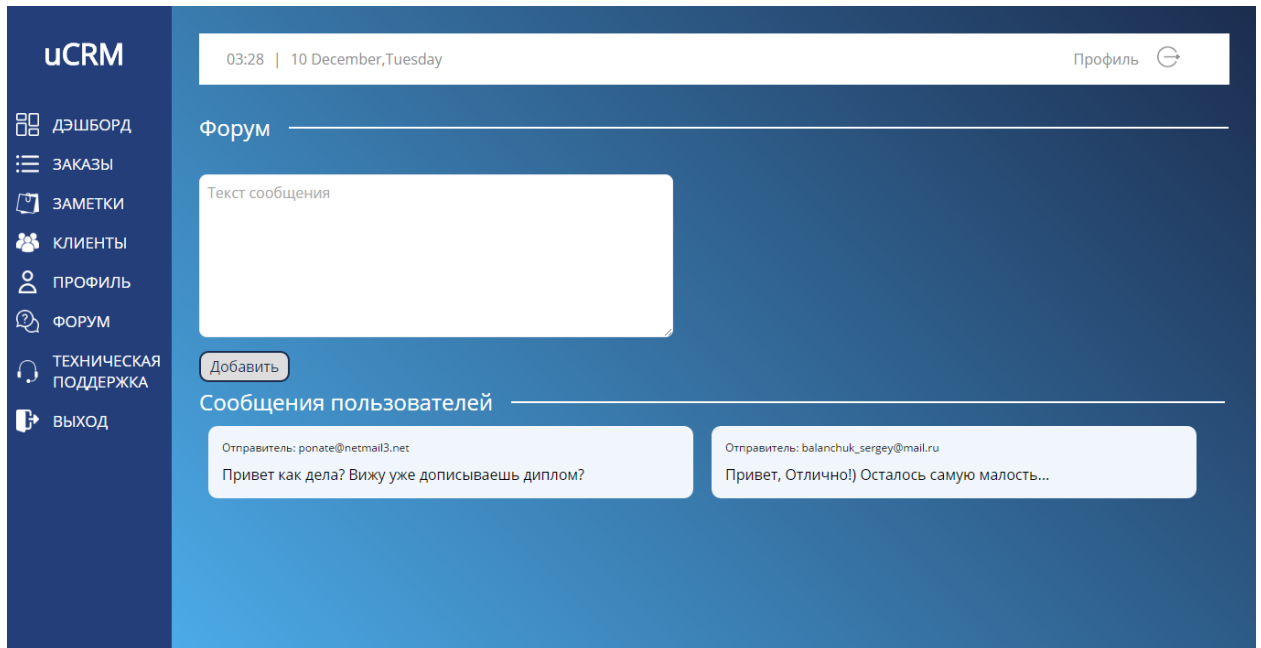 uCRM
ДЭШБОРД
ЗАКАЗЫ
ЗАМЕТКИ
КЛИЕНТЫ
ПРОФИЛЬ
ФОРУМ
ТЕХНИЧЕСКАЯ
ПОДДЕРЖКА
ВЫХОД
03:28 | 10 December,Tuesday
Профиль
Форум
Текст сообщения
Добавить
Сообщения пользователей
Отправитель: ponate@netmail3.net
Привет как дела? Вижу уже дописываешь диплом?
Отправитель: balanchuk_sergey@mail.ru
Привет, Отлично!) Осталось самую малость...